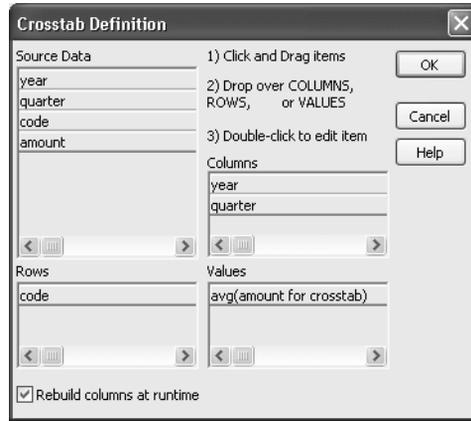 Crosstab Definition
Source Data
year
quarter
code
amount
1) Click and Drag items
2) Drop over COLUMNS,
ROWS, or VALUES
3) Double-click to edit item
Columns
year
quarter
OK
Cancel
Help
Rows
code
Values
avg(amount for crosstab)
Rebuild columns at runtime